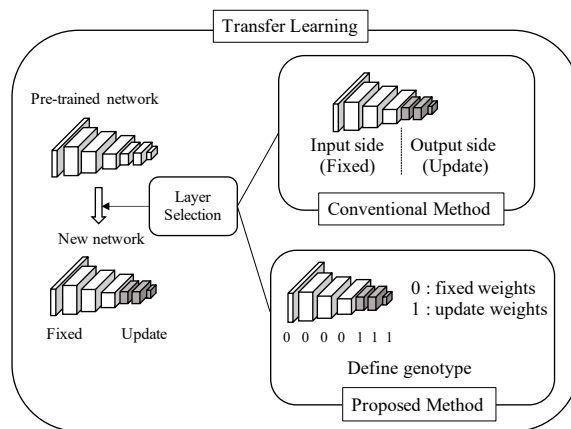 Transfer Learning
Pre-trained network
Layer
Selection
New network
Fixed Update
Input side Output side
(Fixed) (Update)
Conventional Method
0 : fixed weights
1 : update weights
0 0 0 0 1 1 1
Define genotype
Proposed Method